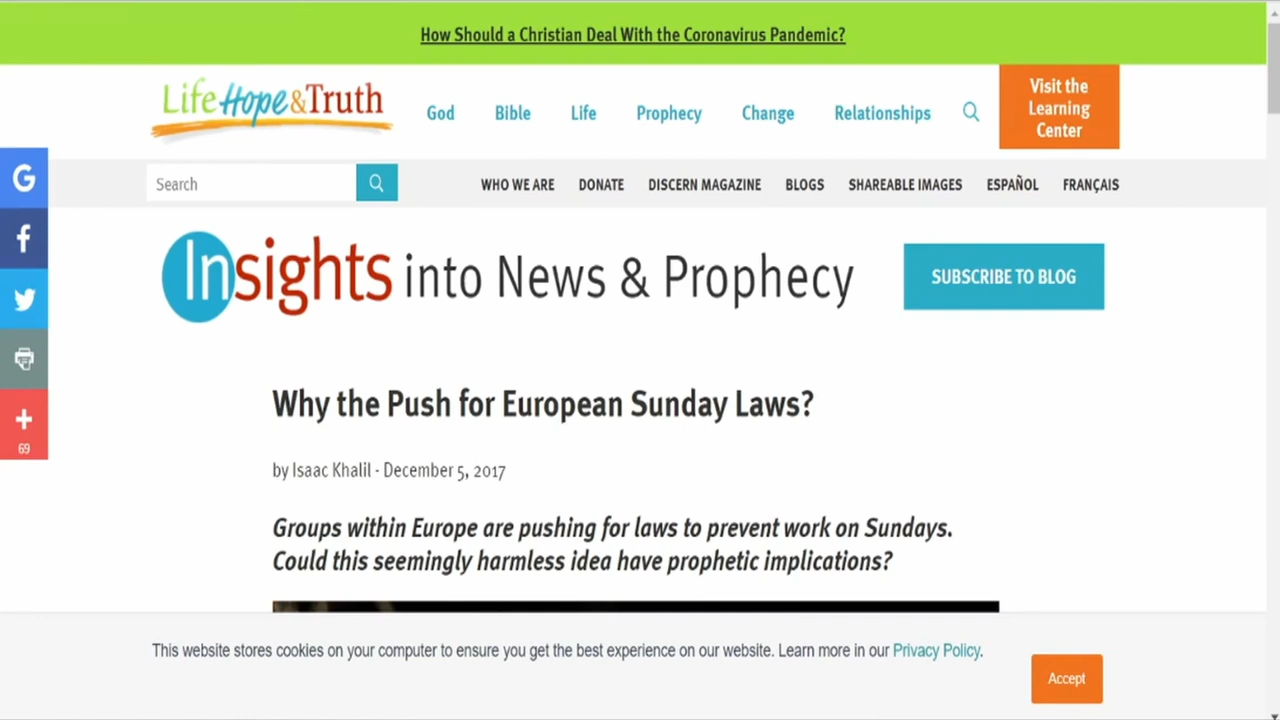 How Should a Christian Deal With the Coronavirus Pandemic?
Life Hope & Truth
God Bible Life Prophecy Change Relationships
Visit the
Learning
Center
Search
WHO WE ARE DONATE DISCERN MAGAZINE BLOGS SHAREABLE IMAGES ESPAÑOL FRANÇAIS
Insights into News & Prophecy
SUBSCRIBE TO BLOG
G
f
+
69
Why the Push for European Sunday Laws?
by Isaac Khalil - December 5, 2017
Groups within Europe are pushing for laws to prevent work on Sundays.
Could this seemingly harmless idea have prophetic implications?
This website stores cookies on your computer to ensure you get the best experience on our website. Learn more in our Privacy Policy.
Accept